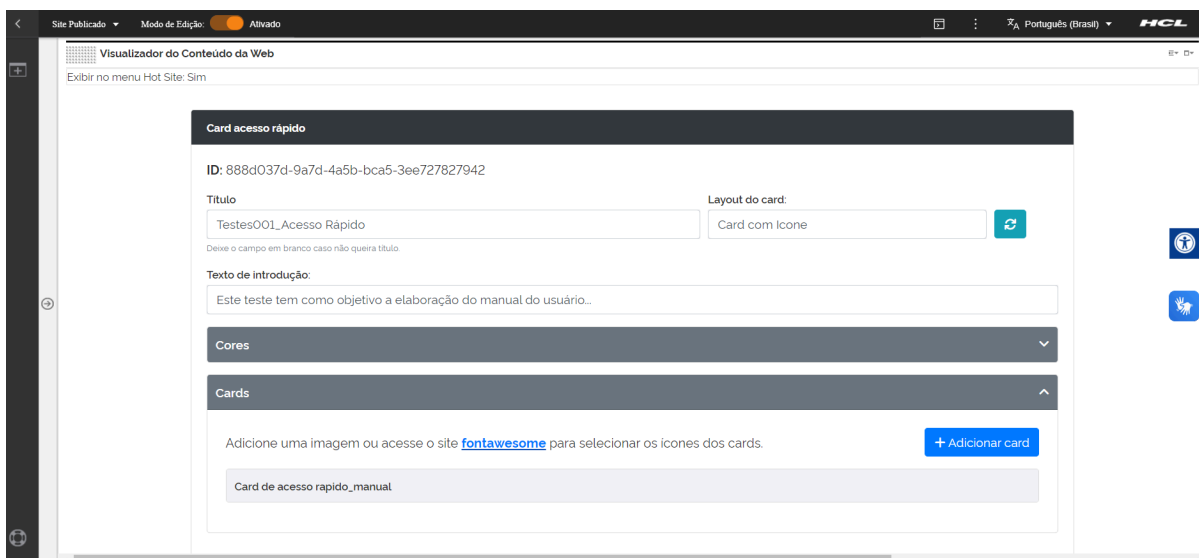 Site Publicado Modo de Edição: Ativado Português (Brasil) HCL
Visualizador do Conteúdo da Web
Exibir no menu Hot Site: Sim
Card acesso rápido
ID: 888d037d-9a7d-4a5b-bca5-3ee727827942
Título Layout do card:
Testes001_Acesso Rápido Card com Icone
Deixe o campo em branco caso não queira título.
Texto de introdução:
Este teste tem como objetivo a elaboração do manual do usuário...
Cores
Cards
Adicione uma imagem ou acesse o site fontawesome para selecionar os ícones dos cards. + Adicionar card
Card de acesso rapido_manual